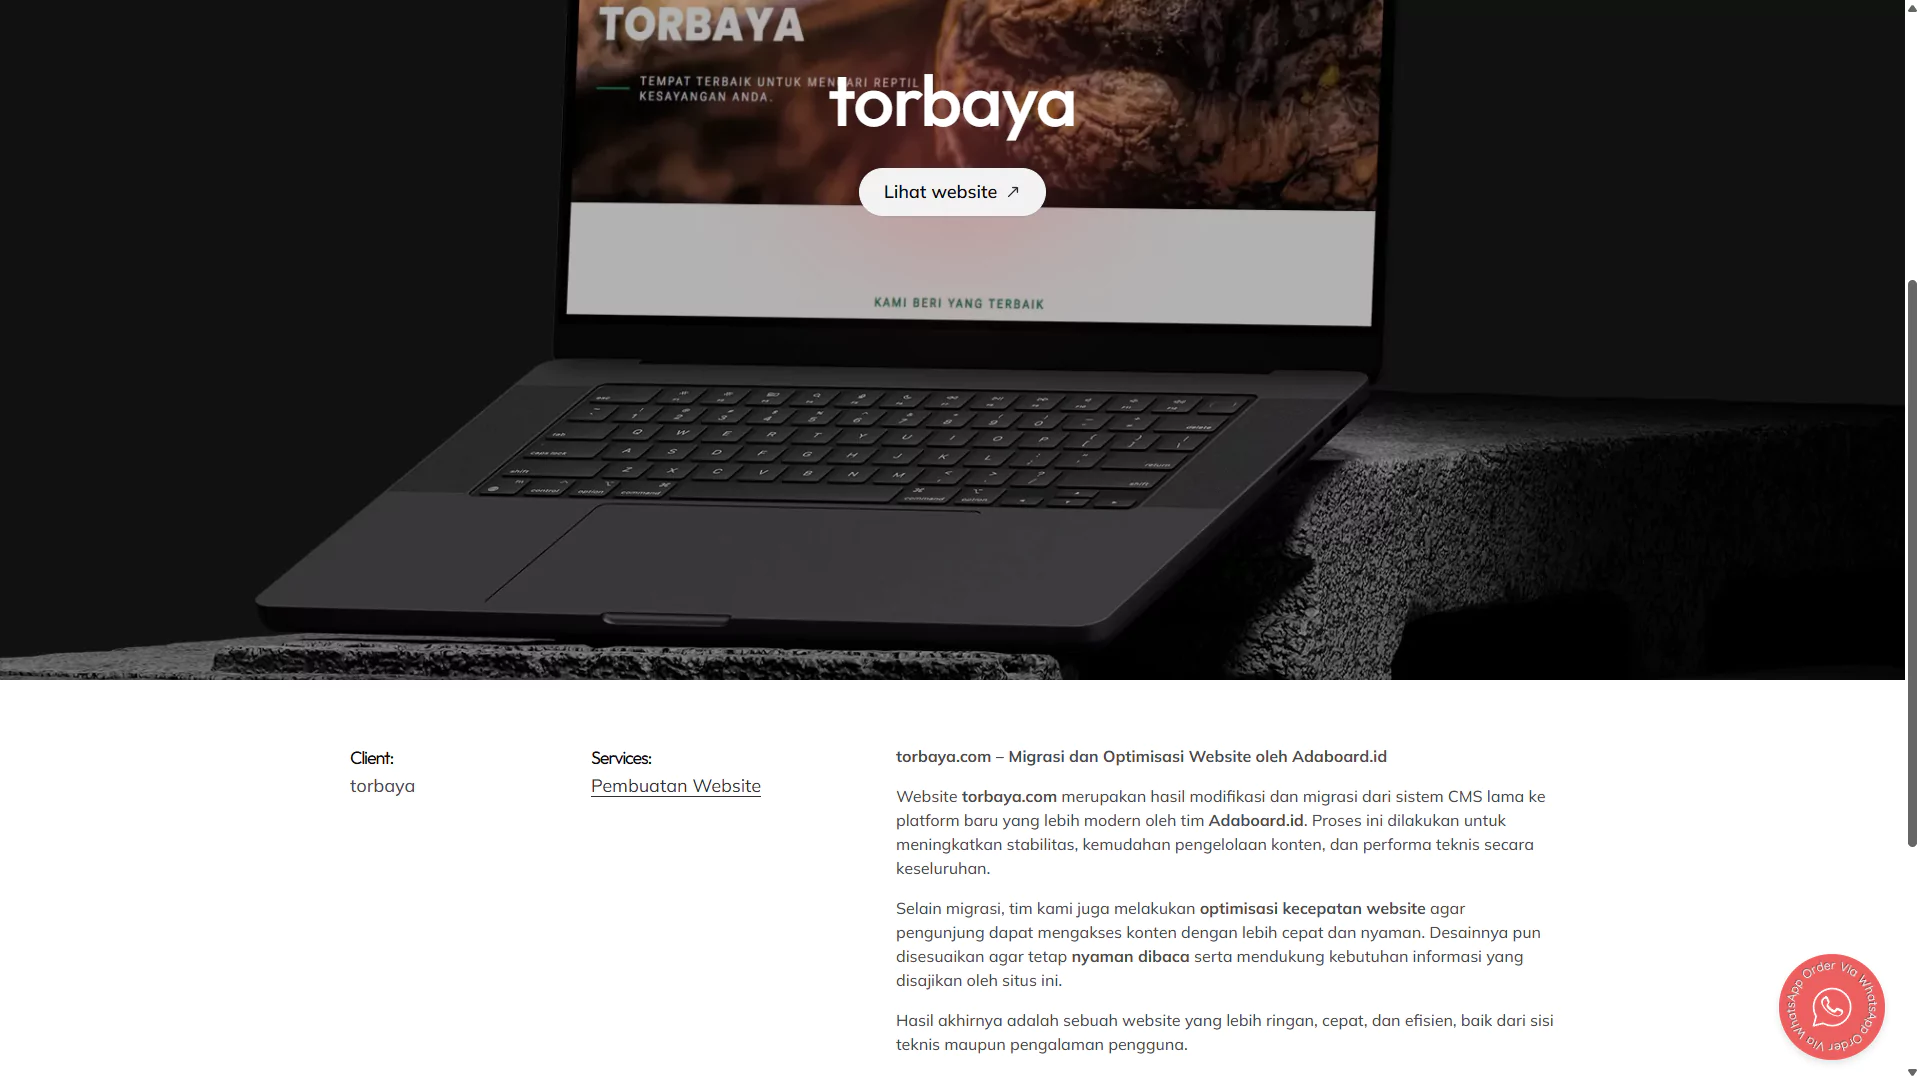 TORBAYA
TEMPAT TERBAIK UNTUK MENCARI REPTIL
KESAYANGAN ANDA.
torbaya
Lihat website
KAMI BERI YANG TERBAIK
Client:
torbaya
Services:
Pembuatan Website
torbaya.com – Migrasi dan Optimisasi Website oleh Adaboard.id
Website torbaya.com merupakan hasil modifikasi dan migrasi dari sistem CMS lama ke
platform baru yang lebih modern oleh tim Adaboard.id. Proses ini dilakukan untuk
meningkatkan stabilitas, kemudahan pengelolaan konten, dan performa teknis secara
keseluruhan.
Selain migrasi, tim kami juga melakukan optimisasi kecepatan website agar
pengunjung dapat mengakses konten dengan lebih cepat dan nyaman. Desainnya pun
disesuaikan agar tetap nyaman dibaca serta mendukung kebutuhan informasi yang
disajikan oleh situs ini.
Hasil akhirnya adalah sebuah website yang lebih ringan, cepat, dan efisien, baik dari sisi
teknis maupun pengalaman pengguna.
Order Via WhatsApp Order Via WhatsApp